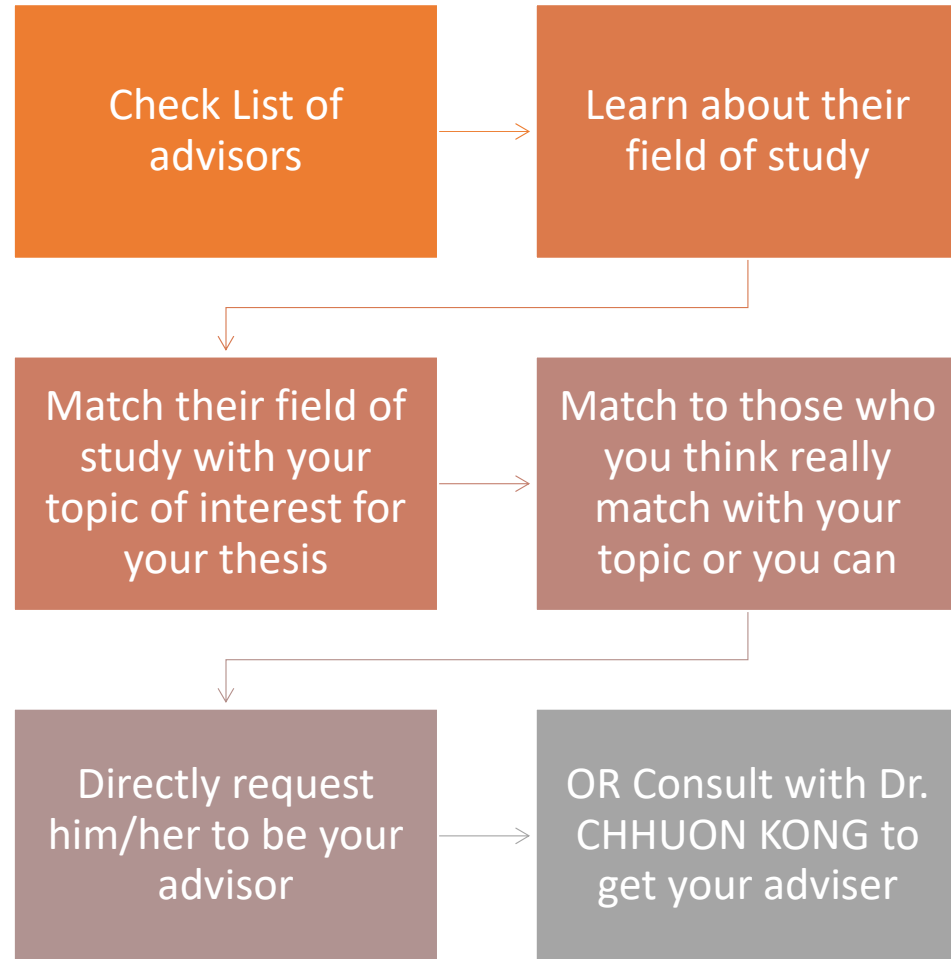 Check List of
advisors
Learn about their
field of study
Match their field of
study with your
topic of interest for
your thesis
Match to those who
you think really
match with your
topic or you can
Directly request
him/her to be your
advisor
OR Consult with Dr.
CHHUON KONG to
get your adviser